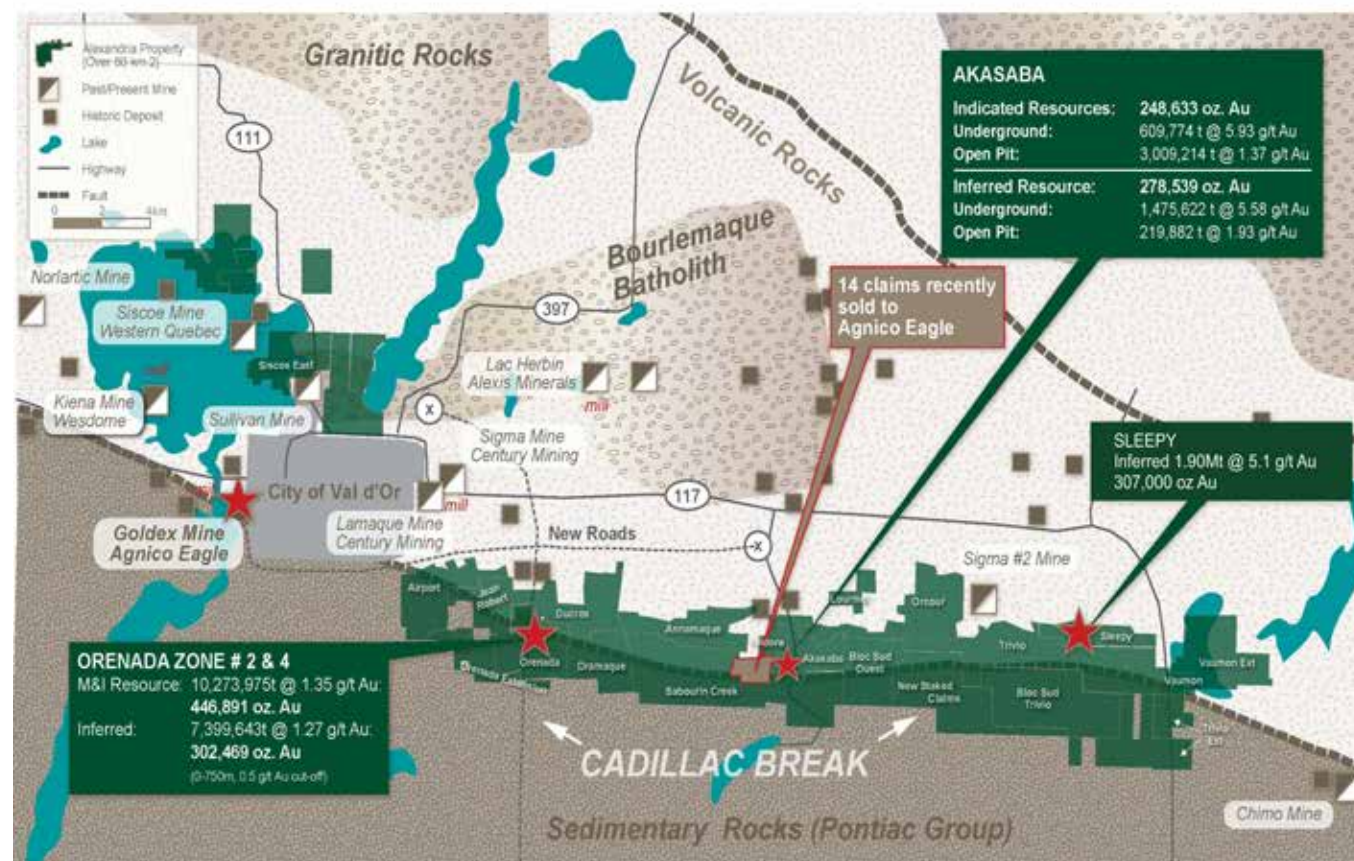 Alexandria Property
(Over 60 km 2)
Past/Present Mine
Historic Deposit
Lake
Highway
Fault
0 2 4km
Granitic Rocks
111
Volcanic Rocks
AKASABA
Indicated Resources: 248,633 oz. Au
Underground: 609,774 t @ 5.93 g/t Au
Open Pit: 3,009,214 t @ 1.37 g/t Au
Inferred Resource: 278,539 oz. Au
Underground: 1,475,622 t @ 5.58 g/t Au
Open Pit: 219,882 t @ 1.93 g/t Au
Bourlemaque
Batholith
14 claims recently
sold to
Agnico Eagle
Norlartic Mine
Siscoe Mine
Western Quebec
397
Siscoe East
Lac Herbin
Alexis Minerals
mill
Kiena Mine
Wesdome
Sullivan Mine
X
Sigma Mine
Century Mining
SLEEPY
Inferred 1.90Mt @ 5.1 g/t Au
307,000 oz Au
City of Val d'Or
117
mill
Goldex Mine
Agnico Eagle
Lamaque Mine
Century Mining
New Roads
X
Sigma #2 Mine
Airport
Jean
Robert
Ducros
Annamaque
Orenada
Dramaque
Sabourin Creek
Akasaba
Bloc Sud
Ouest
New Staked
Claims
Trivio
Bloc Sud
Trivio
Sleepy
Vaumon
Vaumon Ext
Trivio
Ext
ORENADA ZONE # 2 & 4
M&I Resource: 10,273,975t @ 1.35 g/t Au:
446,891 oz. Au
Inferred: 7,399,643t @ 1.27 g/t Au:
302,469 oz. Au
(0-750m, 0.5 g/t Au cut-off)
CADILLAC BREAK
Sedimentary Rocks (Pontiac Group)
Chimo Mine